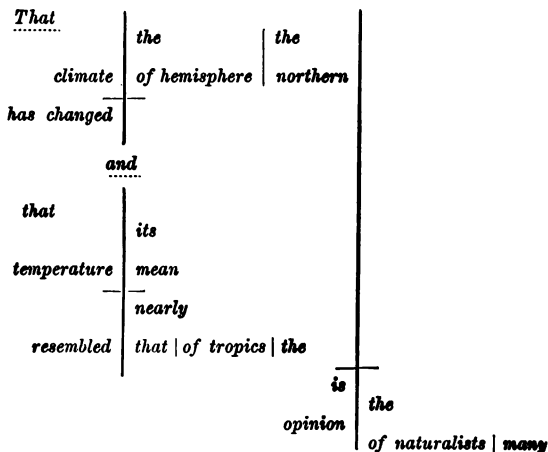 That
the the
climate of hemisphere northern
has changed
and
that
its
temperature mean
nearly
resembled that of tropics the
is
the
opinion
of naturalists many